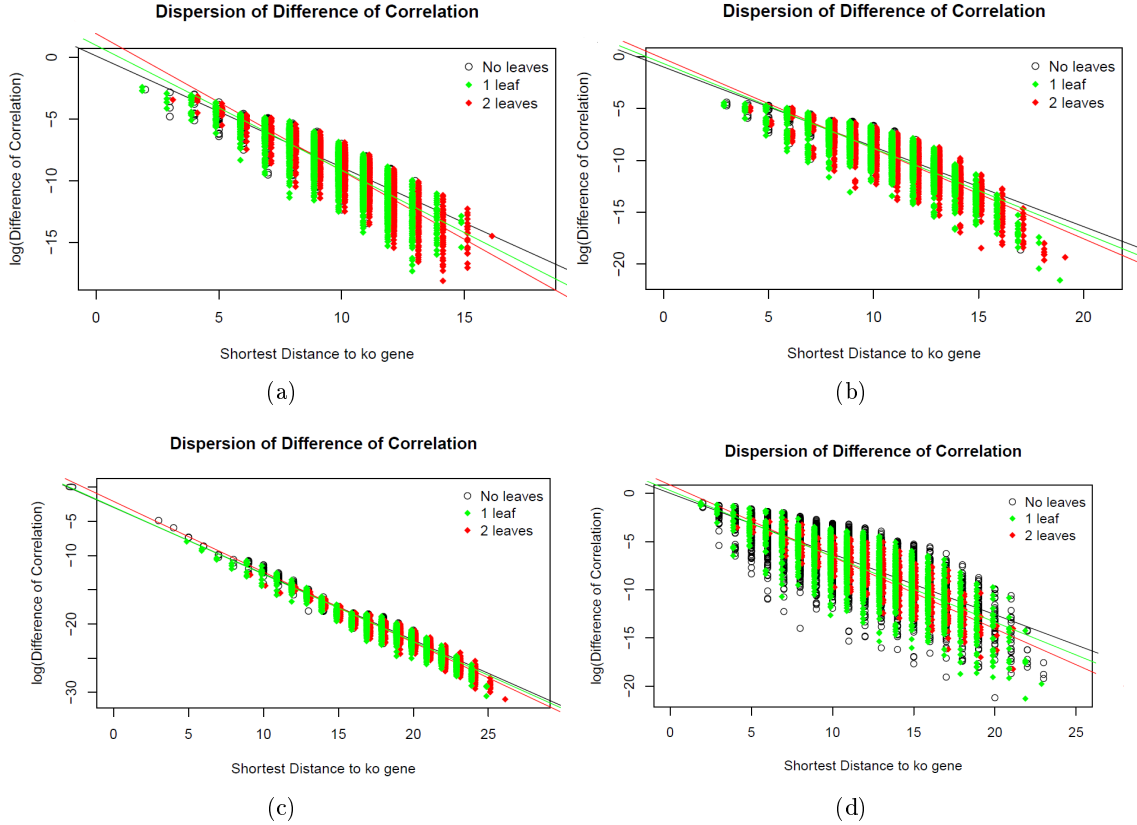 Dispersion of Difference of Correlation
log(Difference of Correlation)
0
-5
-10
-15
No leaves
1 leaf
2 leaves
0 5 10 15
Shortest Distance to ko gene
(a)
Dispersion of Difference of Correlation
log(Difference of Correlation)
0
-5
-10
-15
-20
No leaves
1 leaf
2 leaves
0 5 10 15 20
Shortest Distance to ko gene
(b)
Dispersion of Difference of Correlation
log(Difference of Correlation)
0
-5
-10
-20
-30
No leaves
1 leaf
2 leaves
0 5 10 15 20 25
Shortest Distance to ko gene
(c)
Dispersion of Difference of Correlation
log(Difference of Correlation)
0
-5
-10
-15
-20
No leaves
1 leaf
2 leaves
0 5 10 15 20 25
Shortest Distance to ko gene
(d)